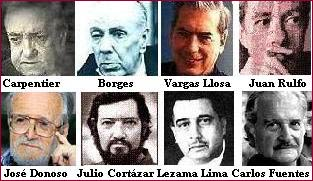 Carpentier Borges Vargas Llosa Juan Rulfo
José Donoso Julio Cortázar Lezama Lima Carlos Fuentes